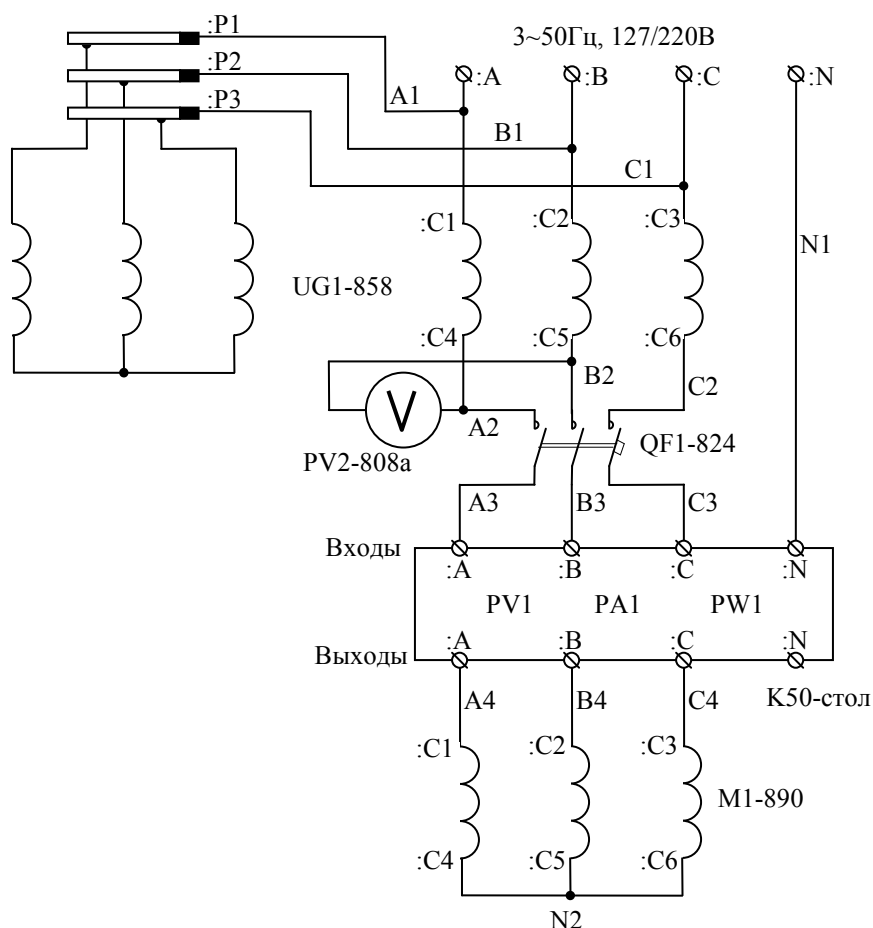 :P1
3~50Гц, 127/220В
:P2
:A
:B
:C
:N
:P3
A1
B1
C1
:C1
:C2
:C3
N1
UG1-858
:C4
:C5
:C6
B2
C2
V
A2
QF1-824
PV2-808a
A3
B3
C3
Входы
:A
:B
:C
:N
PV1
PA1
PW1
:A
:B
:C
:N
Выходы
A4
B4
C4
K50-стол
:C1
:C2
:C3
M1-890
:C4
:C5
:C6
N2